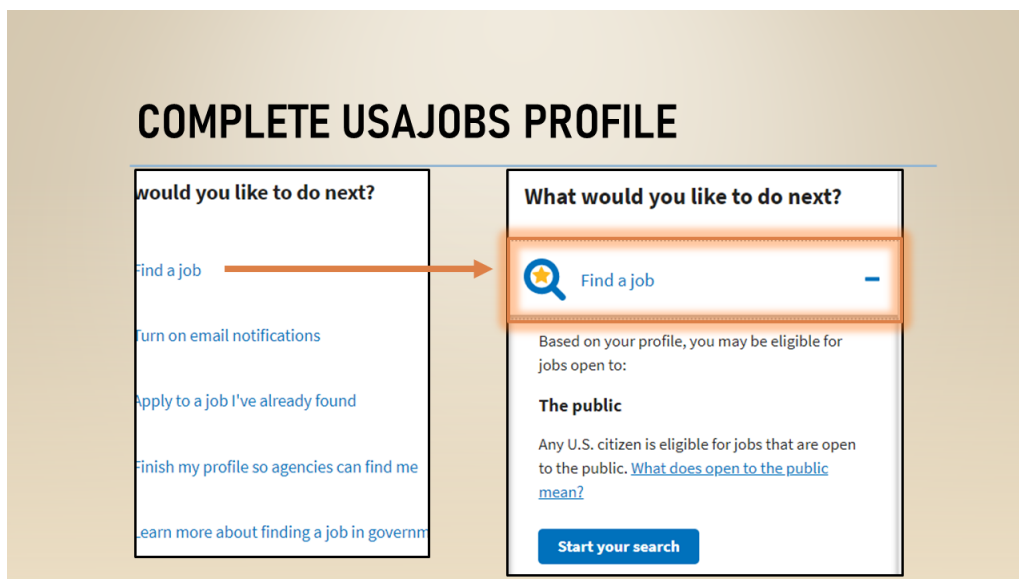 COMPLETE USAJOBS PROFILE
would you like to do next?
Find a job
Turn on email notifications
Apply to a job I've already found
Finish my profile so agencies can find me
Learn more about finding a job in governm
What would you like to do next?
Find a job
Based on your profile, you may be eligible for
jobs open to:
The public
Any U.S. citizen is eligible for jobs that are open
to the public. What does open to the public
mean?
Start your search